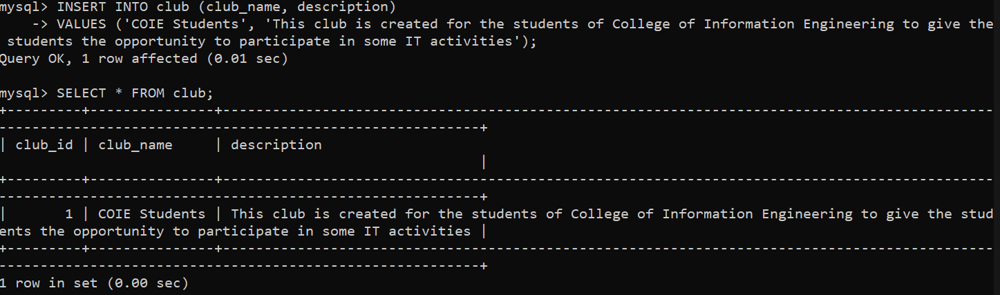 mysql> INSERT INTO club (club_name, description)
    -> VALUES ('COIE Students', 'This club is created for the students of College of Information Engineering to give the
 students the opportunity to participate in some IT activities');
Query OK, 1 row affected (0.01 sec)

mysql> SELECT * FROM club;
+---------+---------------+---------------------------------------------------------------------------------------------
----------------------------------------------------------+
| club_id | club_name     | description
                                                          |
+---------+---------------+---------------------------------------------------------------------------------------------
----------------------------------------------------------+
|       1 | COIE Students | This club is created for the students of College of Information Engineering to give the stud
ents the opportunity to participate in some IT activities |
+---------+---------------+---------------------------------------------------------------------------------------------
----------------------------------------------------------+
1 row in set (0.00 sec)